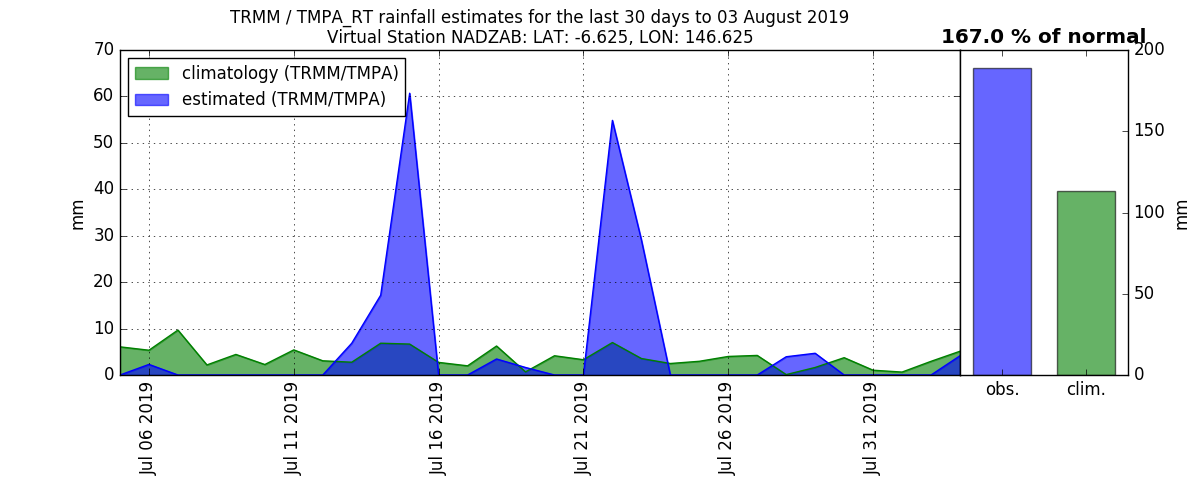 TRMM / TMPA_RT rainfall estimates for the last 30 days to 03 August 2019
Virtual Station NADZAB: LAT: -6.625, LON: 146.625
167.0 % of normal
climatology (TRMM/TMPA)
estimated (TRMM/TMPA)
70
60
50
40
30
20
10
0
mm
Jul 06 2019
Jul 11 2019
Jul 16 2019
Jul 21 2019
Jul 26 2019
Jul 31 2019
obs.
clim.
200
150
100
50
0
mm